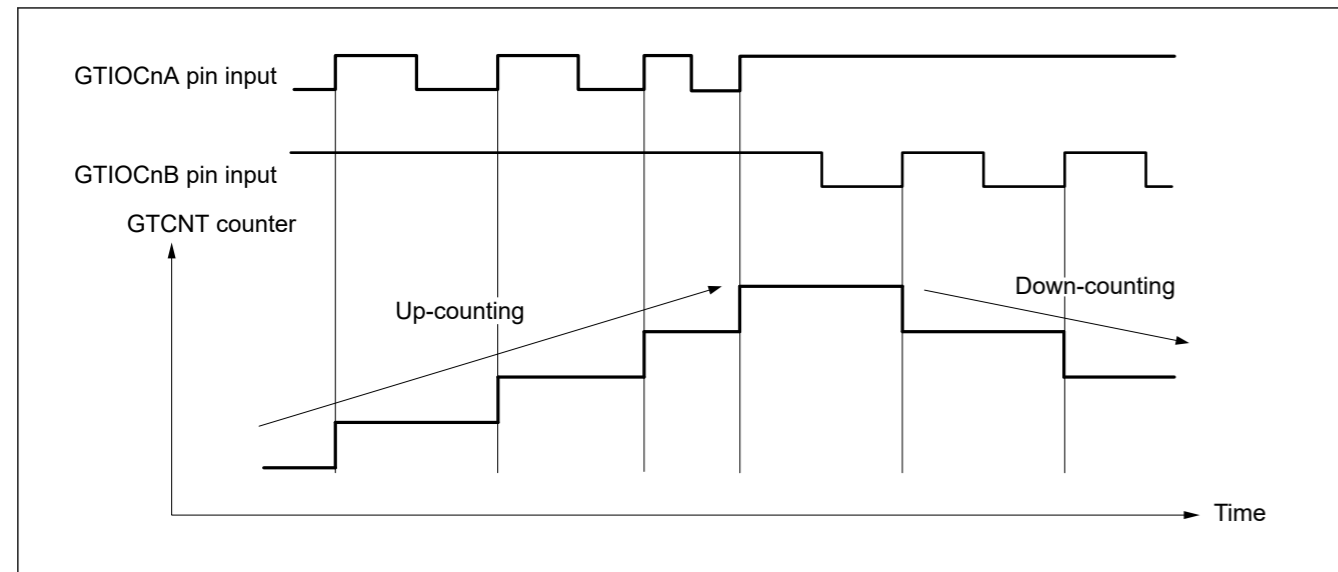 GTIOCnA pin input
GTIOCnB pin input
GTCNT counter
Up-counting
Down-counting
Time